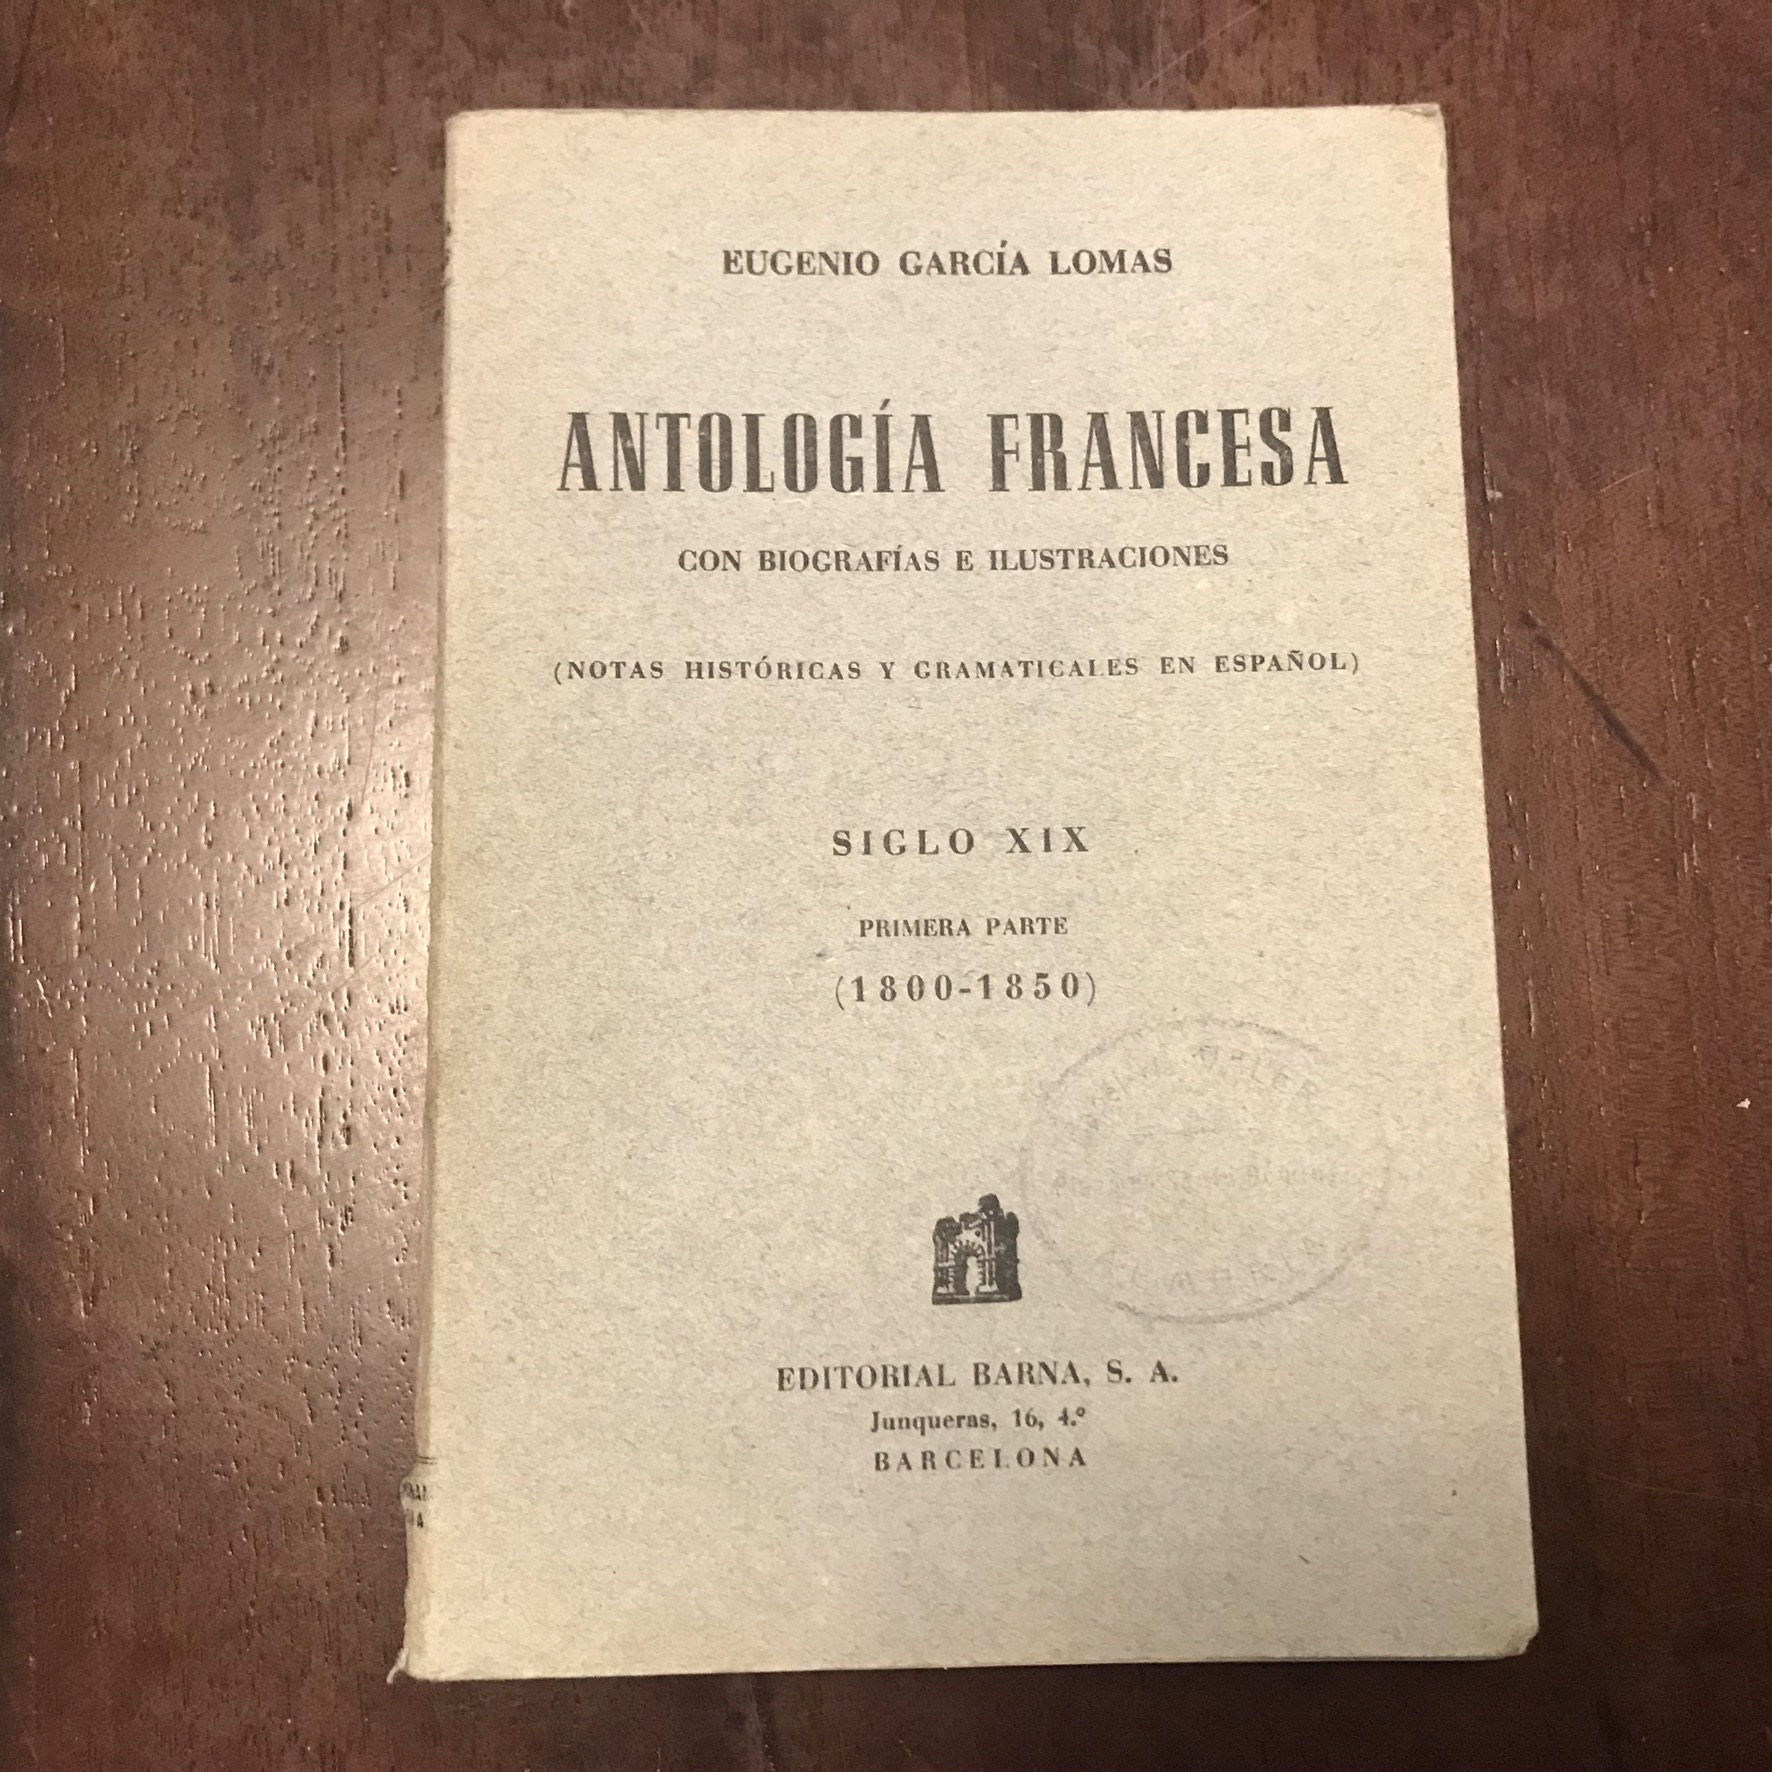 EUGENIO GARCÍA LOMAS
ANTOLOGÍA FRANCESA
CON BIOGRAFÍAS E ILUSTRACIONES
(NOTAS HISTÓRICAS Y GRAMATICALES EN ESPAÑOL)
SIGLO XIX
PRIMERA PARTE
(1800-1850)
EDITORIAL BARNA, S. A.
Junqueras, 16, 4.º
BARCELONA